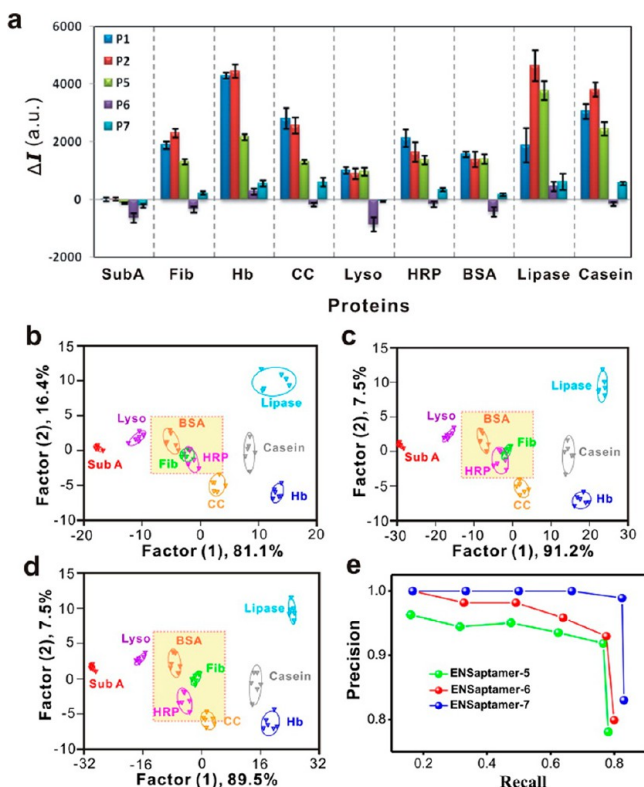 a
6000
4000
2000
0
-2000
ΔI (a.u.)
P1
P2
P5
P6
P7
SubA Fib Hb CC Lyso HRP BSA Lipase Casein
Proteins
b
15
10
5
0
-5
-10
Factor (2), 16.4%
Lipase
Lyso
BSA
Sub A
Fib
HRP
Casein
CC
Hb
-20 -10 0 10 20
Factor (1), 81.1%
c
15
10
5
0
-5
-10
Factor (2), 7.5%
Lipase
Lyso
BSA
Fib
Sub A
HRP
Casein
CC
Hb
-30 -20 -10 0 10 20 30
Factor (1), 91.2%
d
15
10
5
0
-5
-10
Factor (2), 7.5%
Lipase
Lyso
BSA
Fib
Sub A
HRP
Casein
CC
Hb
-32 -16 0 16 32
Factor (1), 89.5%
e
1.0
0.9
0.8
Precision
ENSaptamer-5
ENSaptamer-6
ENSaptamer-7
0.2 0.4 0.6 0.8
Recall